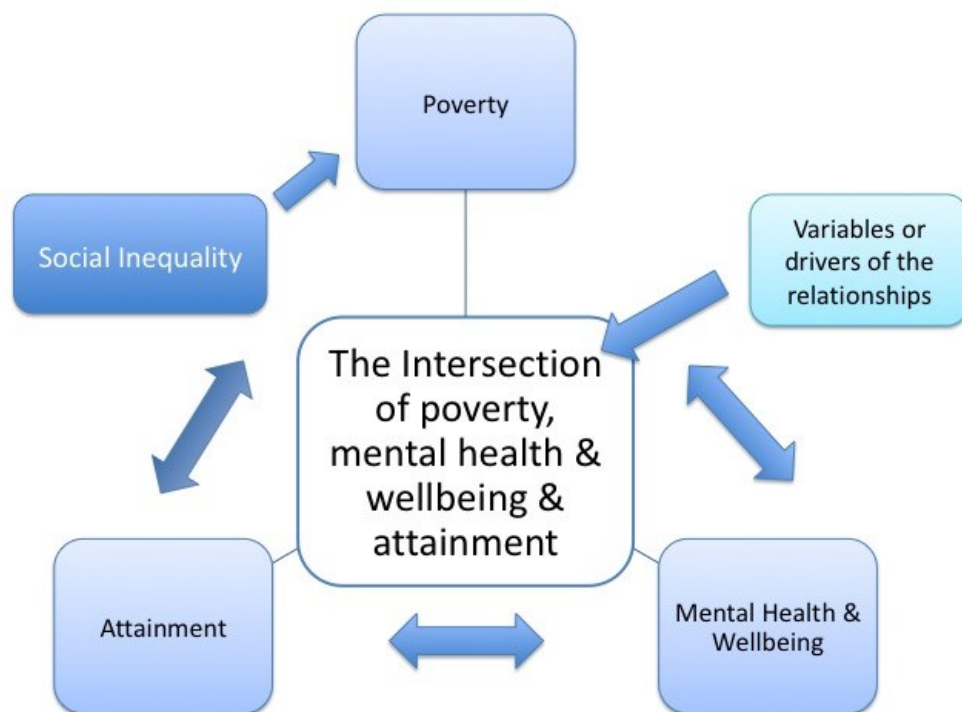 Poverty
Social Inequality
Variables or
drivers of the
relationships
The Intersection
of poverty,
mental health &
wellbeing &
attainment
Attainment
Mental Health &
Wellbeing